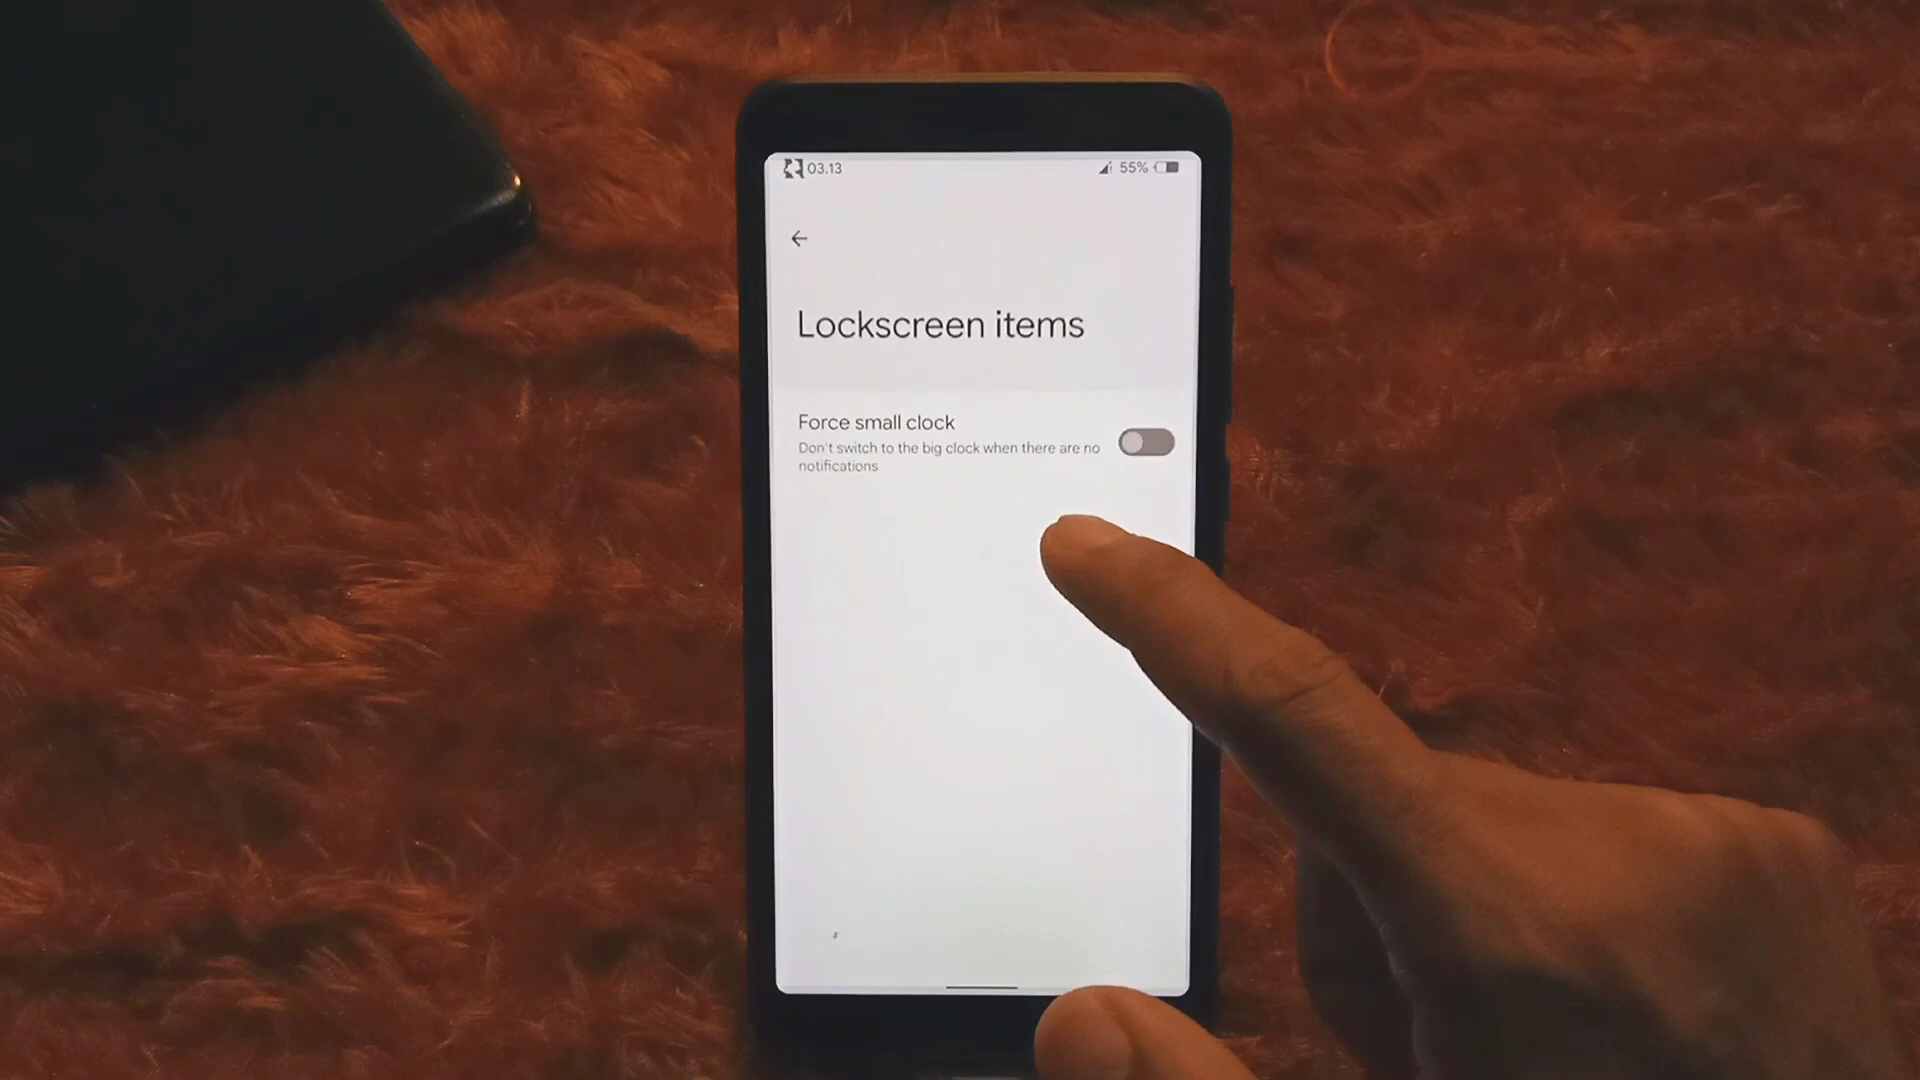 03.13
55%
Lockscreen items
Force small clock
Don't switch to the big clock when there are no
notifications